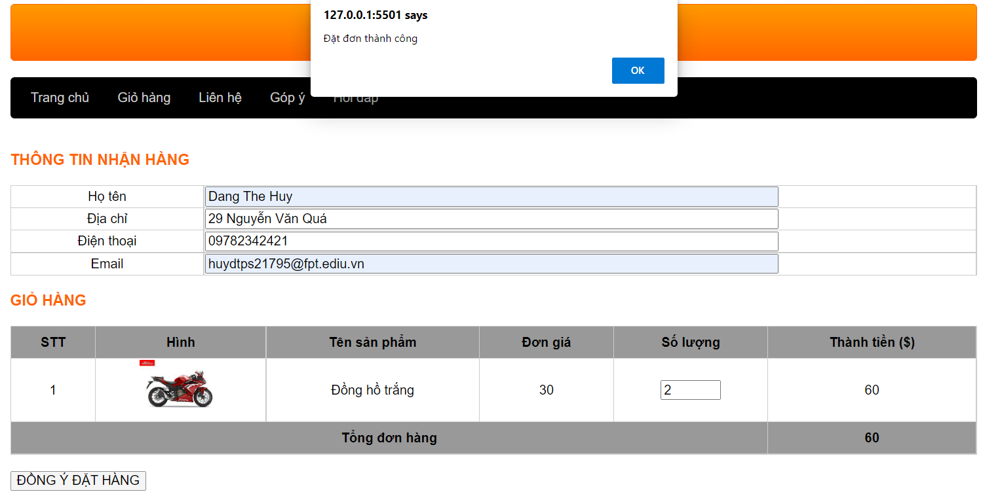 127.0.0.1:5501 says
Đặt đơn thành công
OK
Trang chủ Giỏ hàng Liên hệ Góp ý Hỏi đáp
THÔNG TIN NHẬN HÀNG
Họ tên Dang The Huy
Địa chỉ 29 Nguyễn Văn Quá
Điện thoại 09782342421
Email huydtps21795@fpt.ediu.vn
GIỎ HÀNG
STT Hình Tên sản phẩm Đơn giá Số lượng Thành tiền ($)
1 Đồng hồ trắng 30 2 60
Tổng đơn hàng 60
ĐỒNG Ý ĐẶT HÀNG